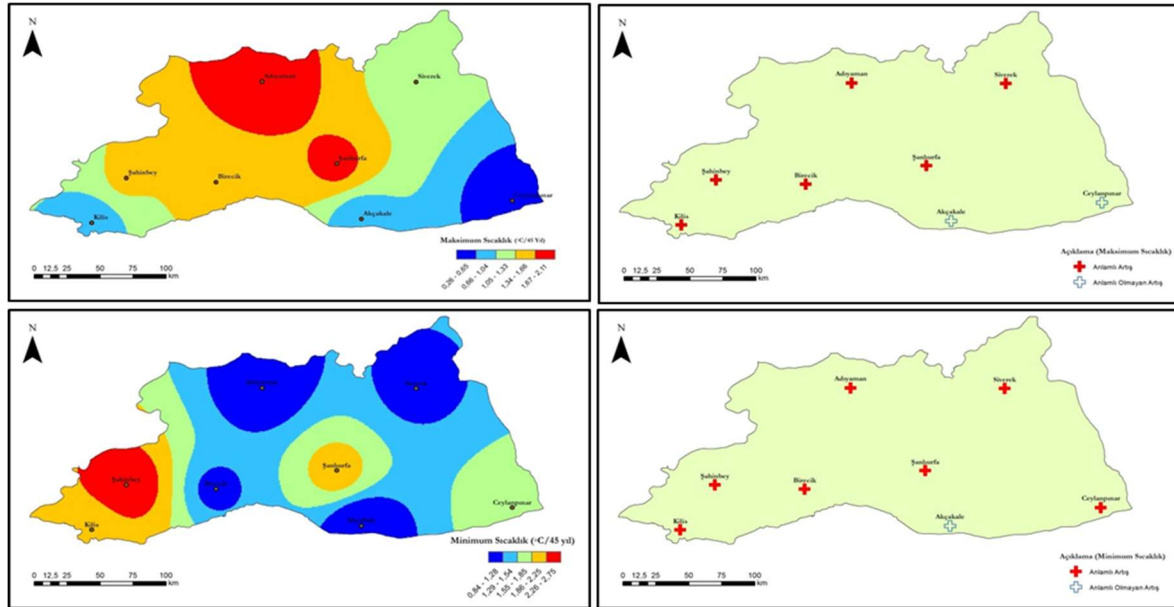 N
Adıyaman
Siverek
Şanlıurfa
Şahinbey
Birecik
Ceylanpınar
Kilis
Akçakale
Maksimum Sıcaklık (°C/45 Yıl)
0 12,5 25 50 75 100
km
0,26 - 0,65
0,66 - 1,04
1,05 - 1,33
1,34 - 1,66
1,67 - 2,11
N
Adıyaman
Siverek
Şanlıurfa
Şahinbey
Birecik
Ceylanpınar
Kilis
Akçakale
Açıklama (Maksimum Sıcaklık)
Anlamlı Artış
Anlamlı Olmayan Artış
0 12,5 25 50 75 100
km
N
Şanlıurfa
Şahinbey
Ceylanpınar
Kilis
Minimum Sıcaklık (°C/45 yıl)
0 12,5 25 50 75 100
km
0,84 - 1,28
1,29 - 1,54
1,55 - 1,85
1,86 - 2,25
2,26 - 2,75
N
Adıyaman
Siverek
Şanlıurfa
Şahinbey
Birecik
Ceylanpınar
Kilis
Akçakale
Açıklama (Minimum Sıcaklık)
Anlamlı Artış
Anlamlı Olmayan Artış
0 12,5 25 50 75 100
km